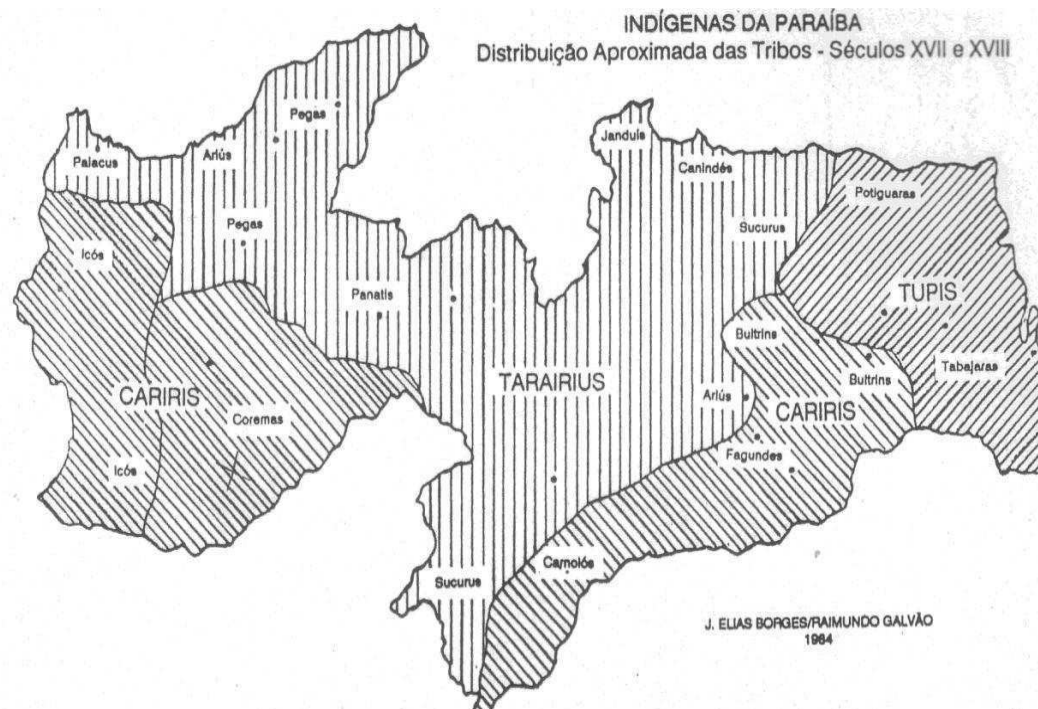 INDÍGENAS DA PARAÍBA
Distribuição Aproximada das Tribos - Séculos XVII e XVIII
Pegas
Janduis
Ariús
Paiacus
Canindés
Potiguaras
Pegas
Sucurus
Icós
Panatis
TUPIS
Bultrins
Bultrins
Tabajaras
TARAIRIUS
CARIRIS
Ariús
CARIRIS
Coremas
Fagundes
Icós
Carnoiós
Sucurus
J. ELIAS BORGES/RAIMUNDO GALVÃO
1984